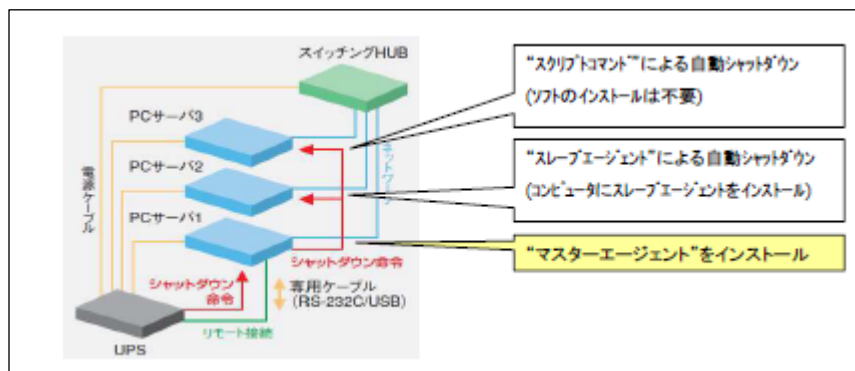 スイッチングHUB
PCサーバ3
PCサーバ2
PCサーバ1
電源ケーブル
ネットワーク
シャットダウン命令
シャットダウン
命令
専用ケーブル
(RS-232C/USB)
リモート接続
UPS
“スクリプトコマンド”による自動シャットダウン
(ソフトのインストールは不要)
“スレーブエージェント”による自動シャットダウン
(コンピュータにスレーブエージェントをインストール)
“マスターエージェント”をインストール